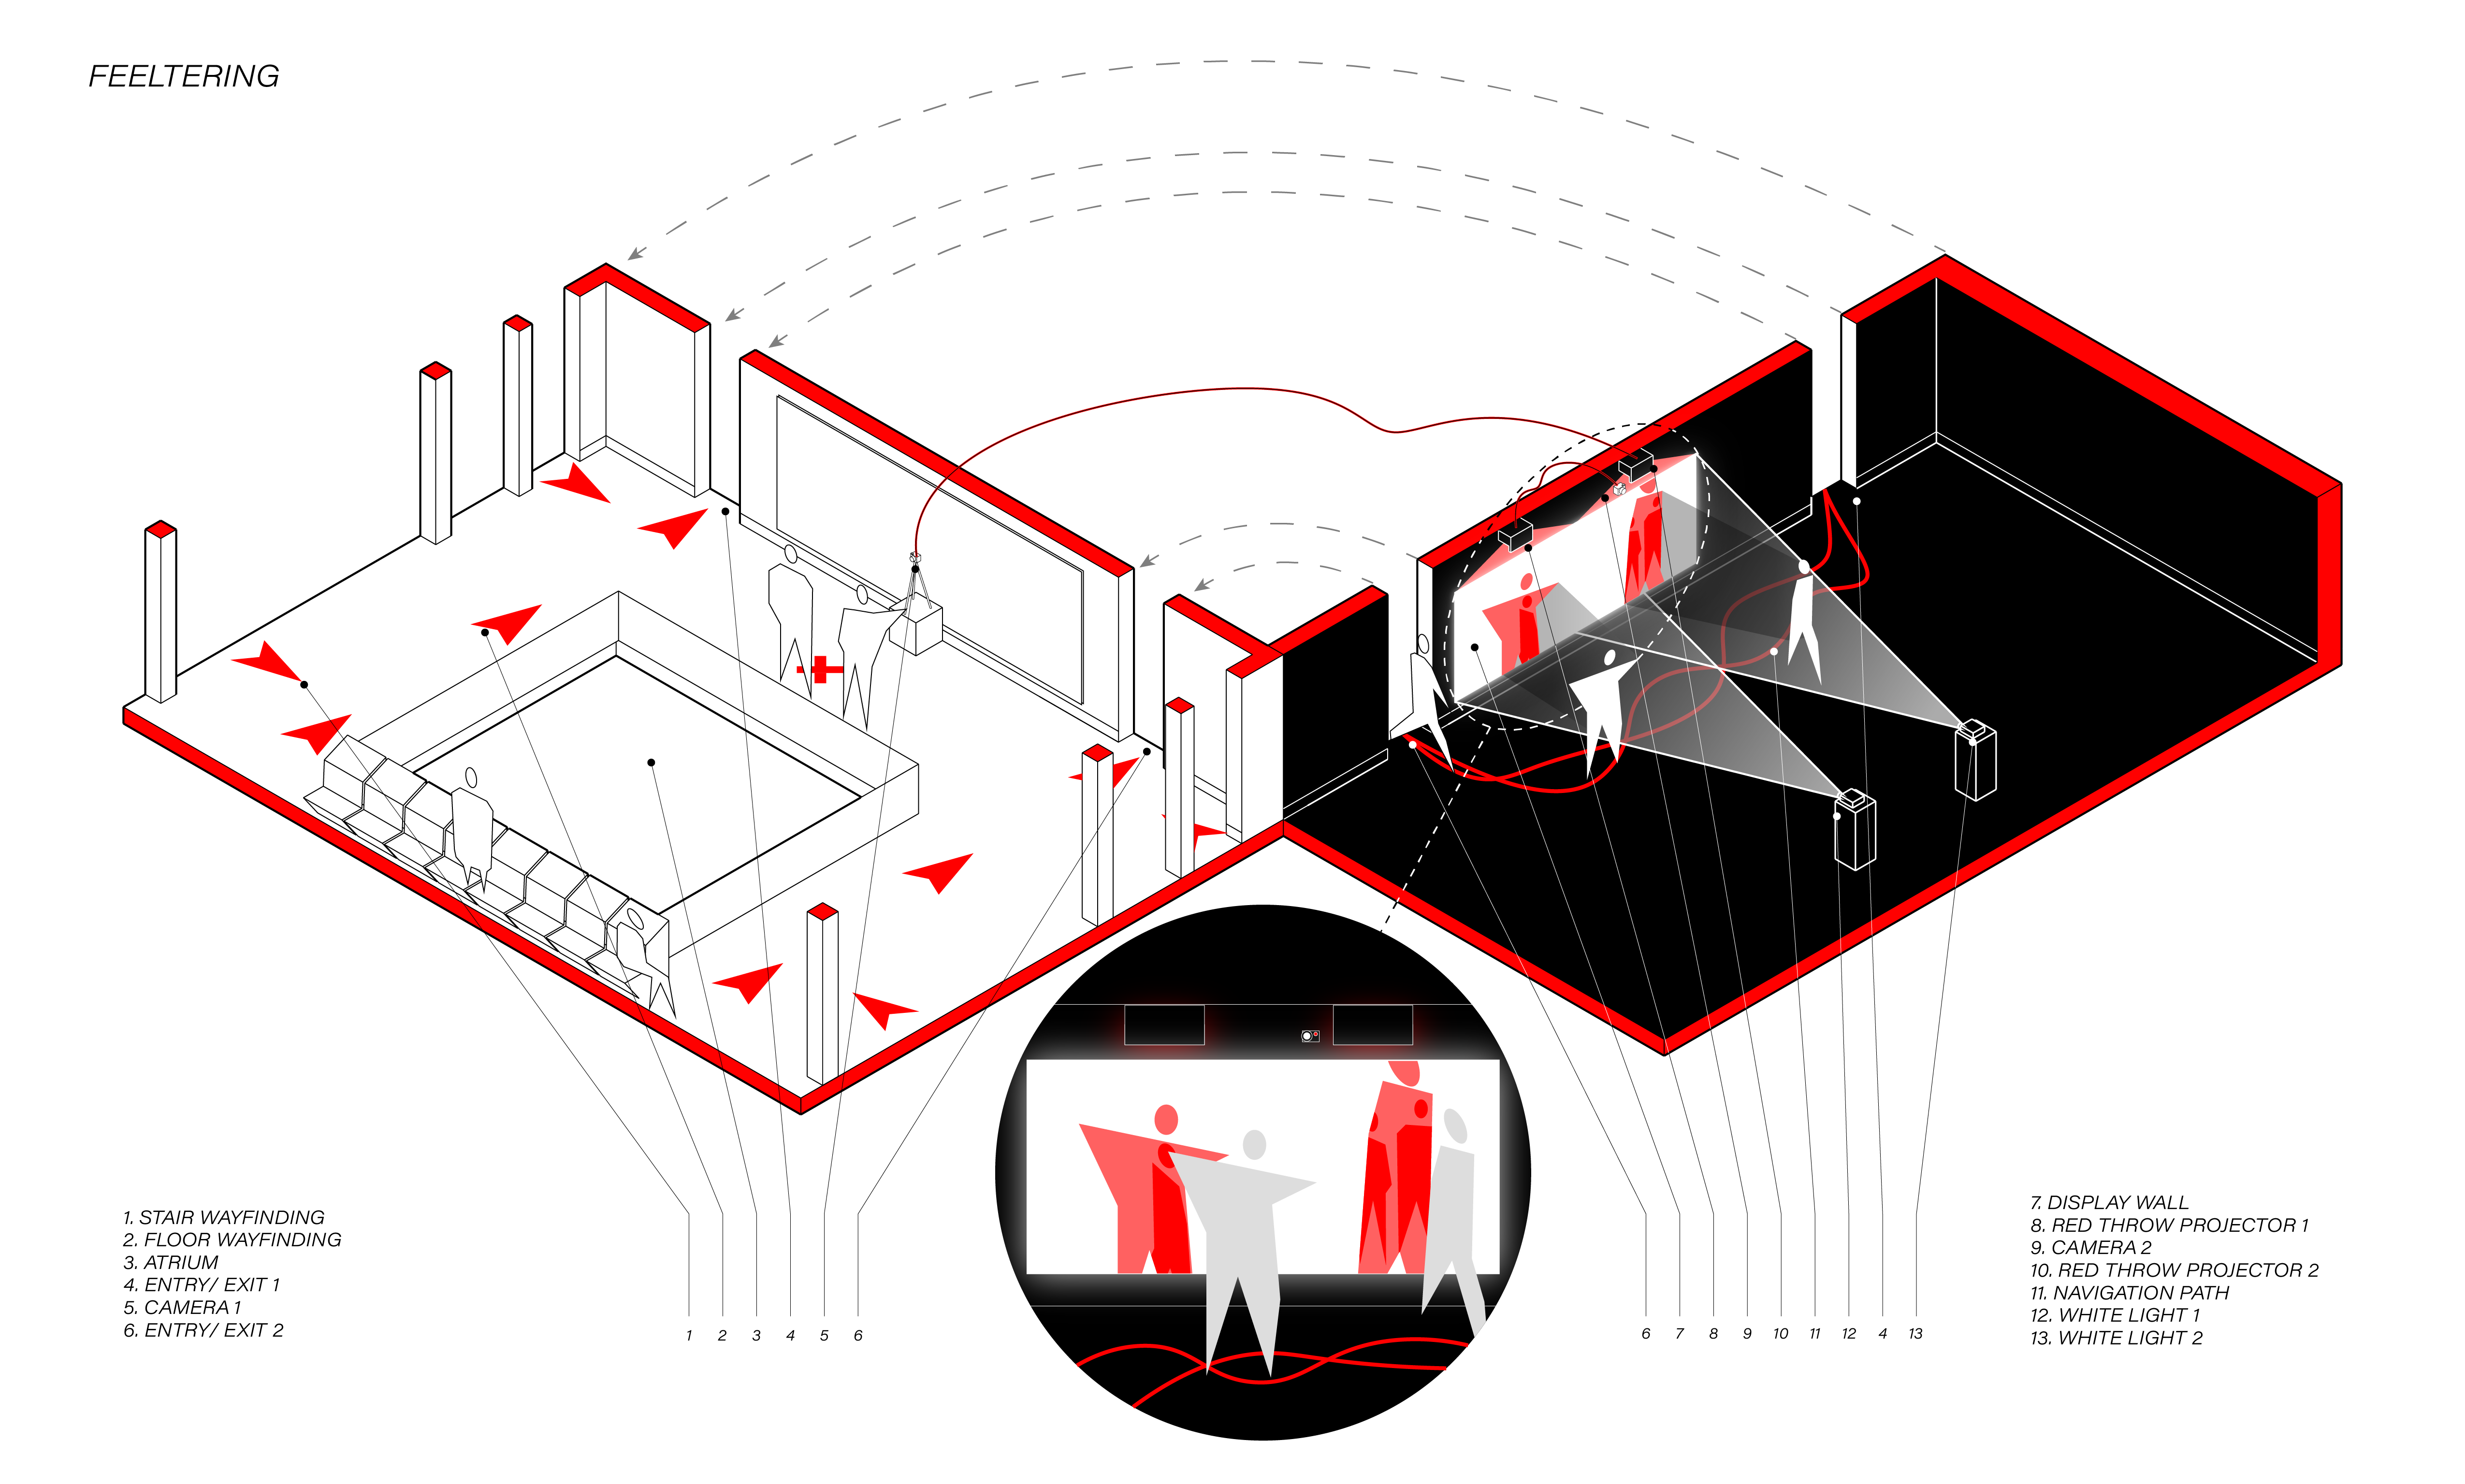 FEELTERING
1. STAIR WAYFINDING
2. FLOOR WAYFINDING
3. ATRIUM
4. ENTRY/ EXIT 1
5. CAMERA 1
6. ENTRY/ EXIT 2
1 2 3 4 5 6
6 7 8 9 10 11 12 4 13
7. DISPLAY WALL
8. RED THROW PROJECTOR 1
9. CAMERA 2
10. RED THROW PROJECTOR 2
11. NAVIGATION PATH
12. WHITE LIGHT 1
13. WHITE LIGHT 2